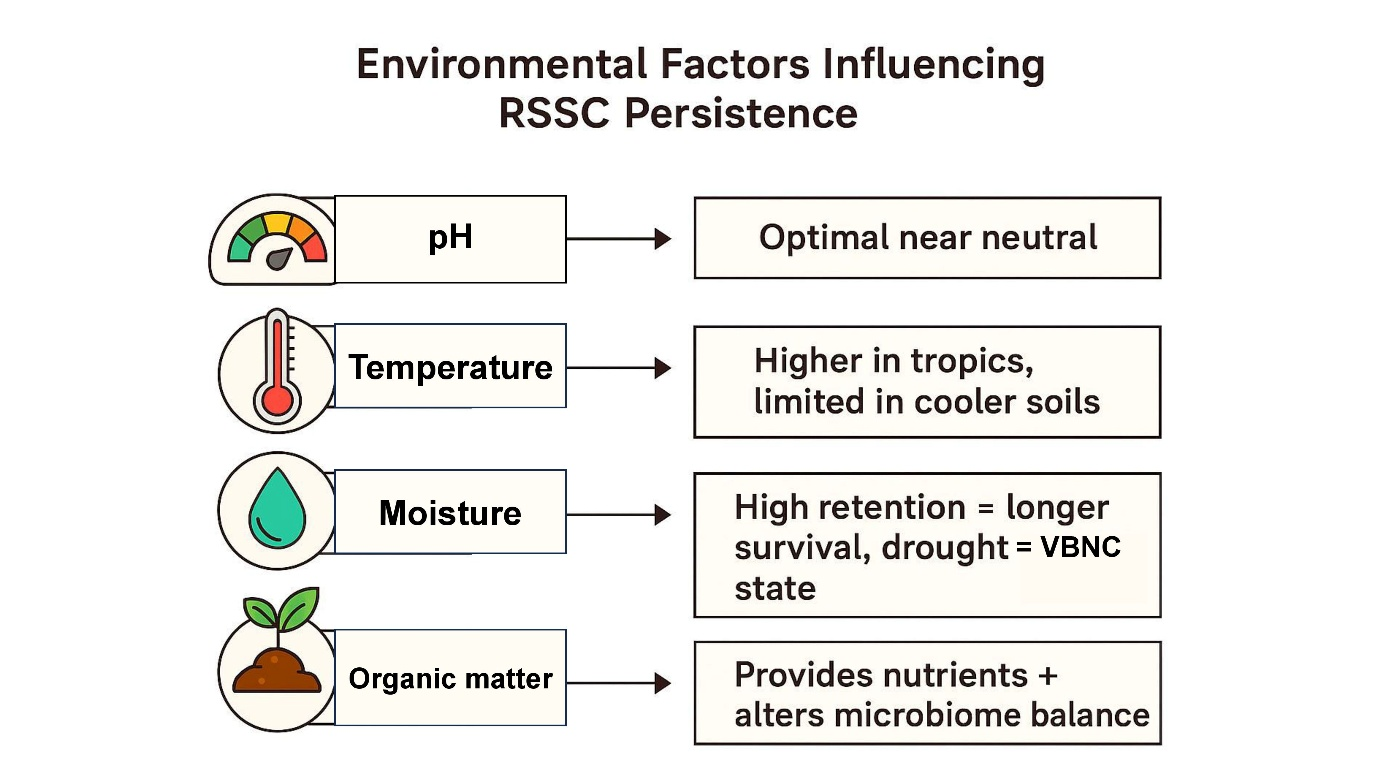 Environmental Factors Influencing
RSSC Persistence
pH
Optimal near neutral
Temperature
Higher in tropics,
limited in cooler soils
Moisture
High retention = longer
survival, drought = VBNC
state
Organic matter
Provides nutrients +
alters microbiome balance